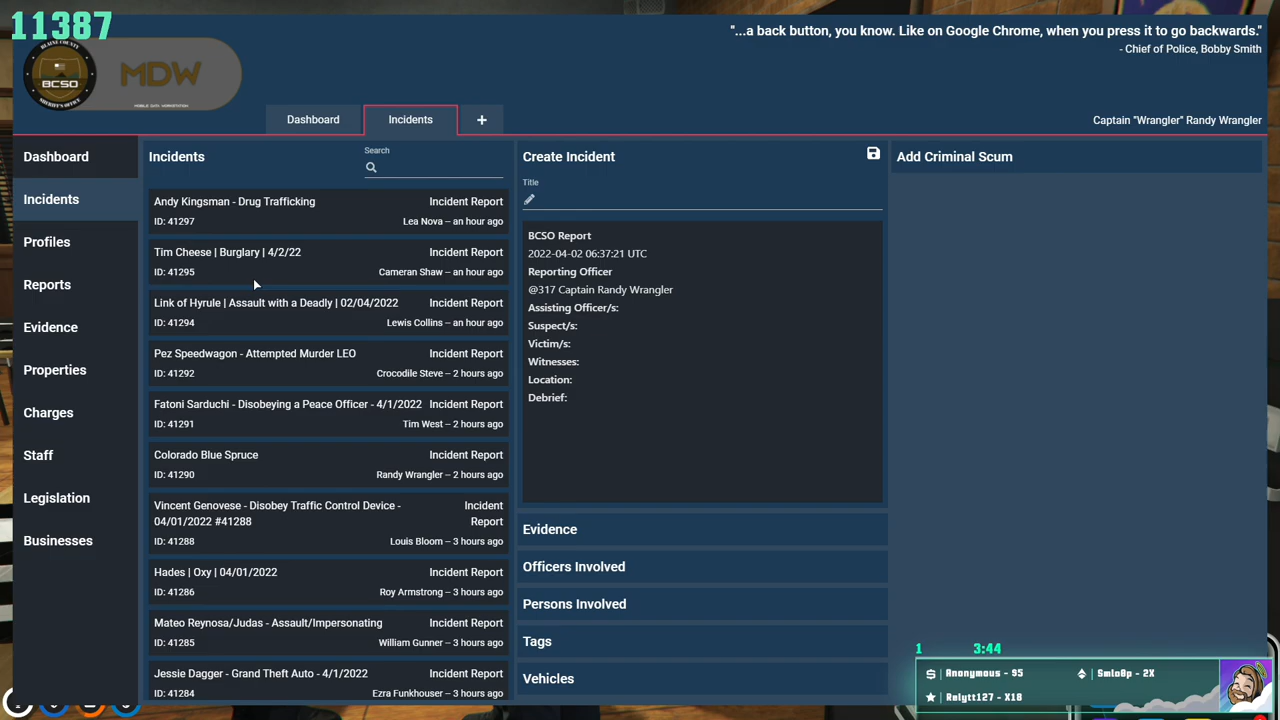 11387
"...a back button, you know. Like on Google Chrome, when you press it to go backwards."
- Chief of Police, Bobby Smith
BLAINE COUNTY
BCSO
SHERIFF'S OFFICE
MDW
MOBILE DATA WORKSTATION
Dashboard
Incidents
+
Captain "Wrangler" Randy Wrangler
Dashboard
Incidents
Profiles
Reports
Evidence
Properties
Charges
Staff
Legislation
Businesses
Incidents
Search
Andy Kingsman - Drug Trafficking Incident Report
ID: 41297 Lea Nova – an hour ago
Tim Cheese | Burglary | 4/2/22 Incident Report
ID: 41295 Cameron Shaw – an hour ago
Link of Hyrule | Assault with a Deadly | 02/04/2022 Incident Report
ID: 41294 Lewis Collins – an hour ago
Pez Speedwagon - Attempted Murder LEO Incident Report
ID: 41292 Crocodile Steve – 2 hours ago
Fatoni Sarduchi - Disobeying a Peace Officer - 4/1/2022 Incident Report
ID: 41291 Tim West – 2 hours ago
Colorado Blue Spruce Incident Report
ID: 41290 Randy Wrangler – 2 hours ago
Vincent Genovese - Disobey Traffic Control Device - Incident
04/01/2022 #41288 Report
ID: 41288 Louis Bloom – 3 hours ago
Hades | Oxy | 04/01/2022 Incident Report
ID: 41286 Roy Armstrong – 3 hours ago
Mateo Reynosa/Judas - Assault/Impersonating Incident Report
ID: 41285 William Gunner – 3 hours ago
Jessie Dagger - Grand Theft Auto - 4/1/2022 Incident Report
ID: 41284 Ezra Funkhouser – 3 hours ago
Create Incident
Title
BCSO Report
2022-04-02 06:37:21 UTC
Reporting Officer
@317 Captain Randy Wrangler
Assisting Officer/s:
Suspect/s:
Victim/s:
Witnesses:
Location:
Debrief:
Evidence
Officers Involved
Persons Involved
Tags
Vehicles
Add Criminal Scum
1 3:44
Anonymous - 95
Smlo8p - 2X
Ralytt127 - X18